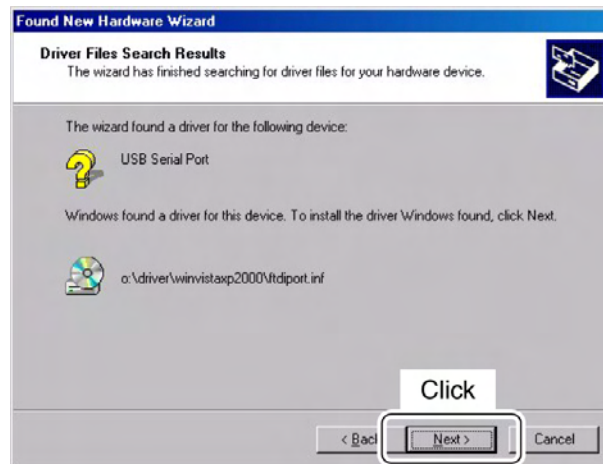 Found New Hardware Wizard
Driver Files Search Results
The wizard has finished searching for driver files for your hardware device.
The wizard found a driver for the following device:
USB Serial Port
Windows found a driver for this device. To install the driver Windows found, click Next.
o:\driver\winvistaxp2000\ftdiport.inf
Click
< Back
Next >
Cancel